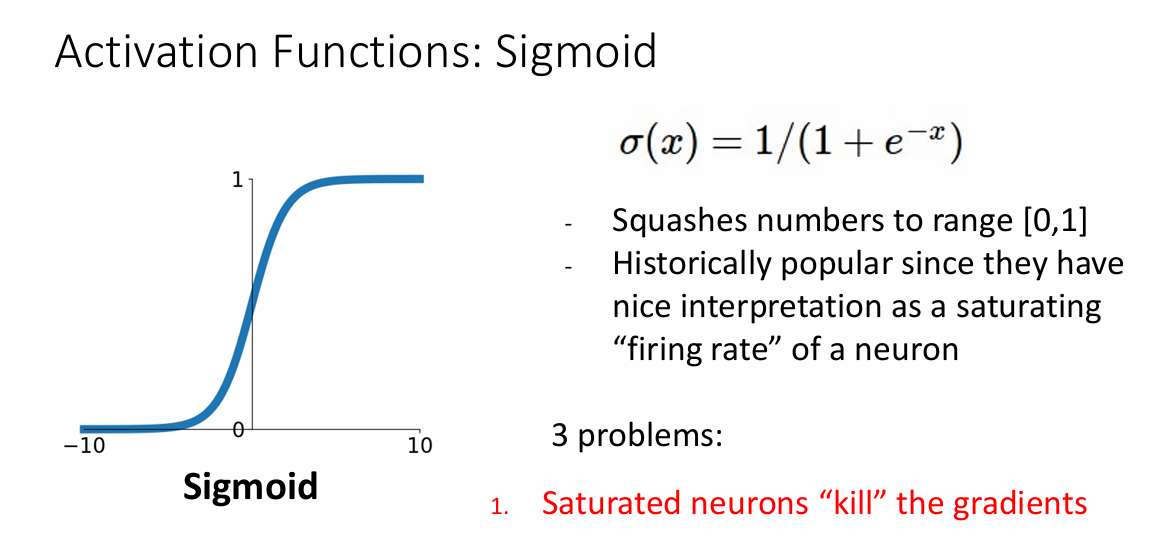 Activation Functions: Sigmoid
σ(x) = 1/(1 + e^{-x})
1
0
−10
10
Sigmoid
- Squashes numbers to range [0,1]
- Historically popular since they have
nice interpretation as a saturating
“firing rate” of a neuron
3 problems:
1. Saturated neurons “kill” the gradients